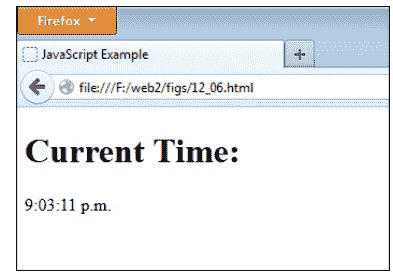 Firefox
JavaScript Example
+
file:///F:/web2/figs/12_06.html
Current Time:
9:03:11 p.m.